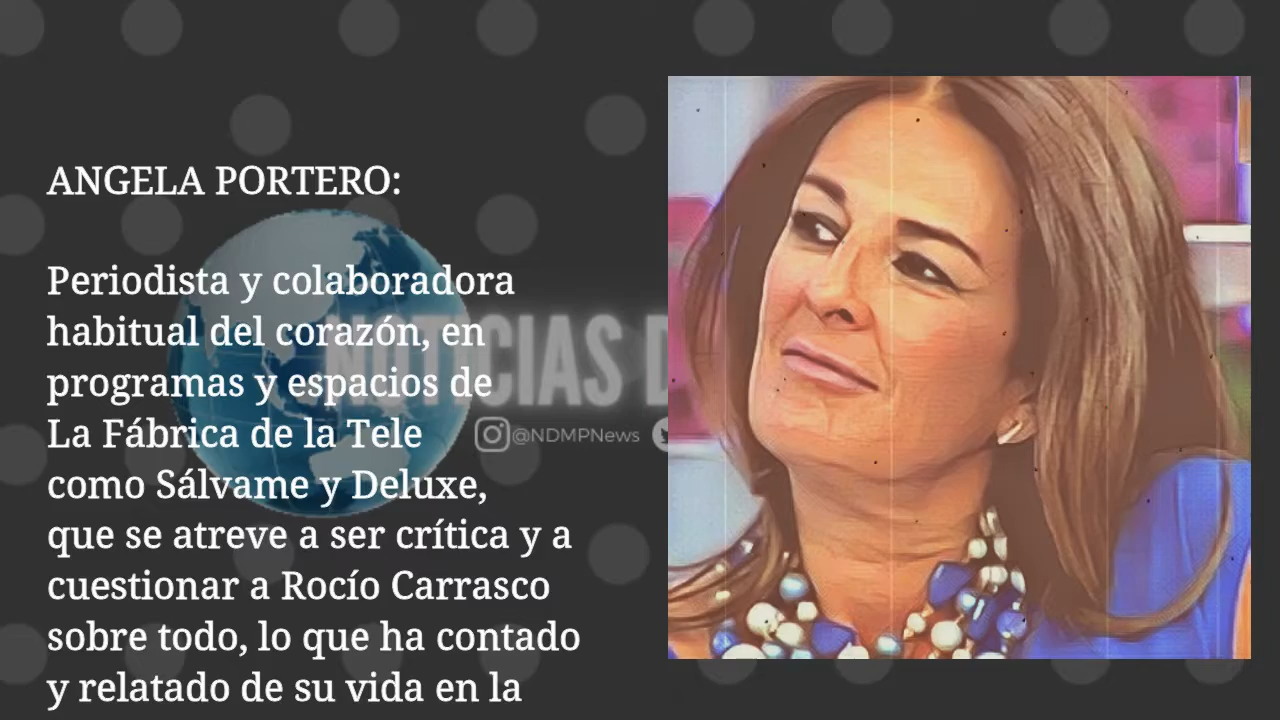 ANGELA PORTERO:
Periodista y colaboradora
habitual del corazón, en
programas y espacios de
La Fábrica de la Tele
como Sálvame y Deluxe,
que se atreve a ser crítica y a
cuestionar a Rocío Carrasco
sobre todo, lo que ha contado
y relatado de su vida en la
NOTICIAS D
@NDMPNews